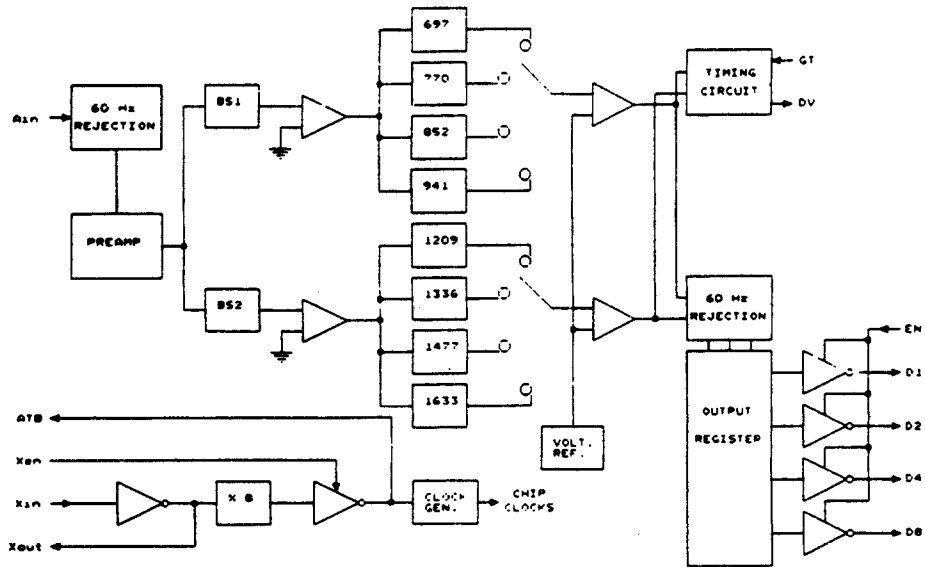 697
770
852
941
TIMING
CIRCUIT
GT
DV
Ain
60 Hz
REJECTION
BS1
PREAMP
BS2
1209
1336
1477
1633
60 Hz
REJECTION
EN
D1
D2
D4
D8
OUTPUT
REGISTER
VOLT.
REF.
ATB
Xen
Xin
X 8
CLOCK
GEN.
CHIP
CLOCKS
Xout